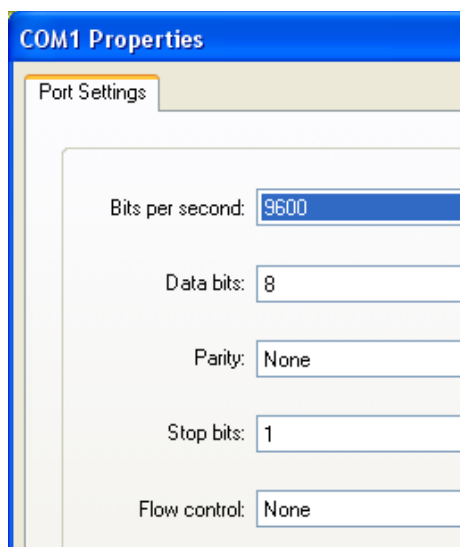 COM1 Properties
Port Settings
Bits per second: 9600
Data bits: 8
Parity: None
Stop bits: 1
Flow control: None